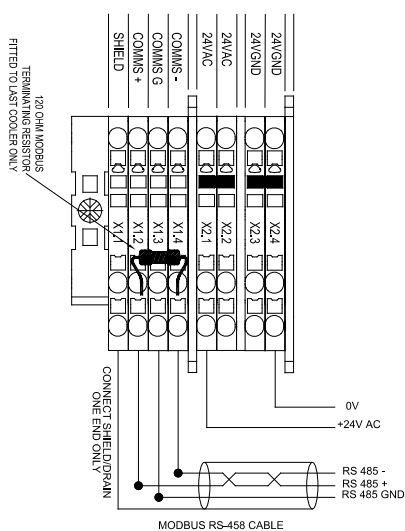 SHIELD
COMMS +
COMMS G
COMMS -
24VAC
24VAC
24VGND
24VGND
120 OHM MODBUS
TERMINATING RESISTOR
FITTED TO LAST COOLER ONLY
X1.1
X1.2
X1.3
X1.4
X2.1
X2.2
X2.3
X2.4
CONNECT SHIELD/DRAIN
ONE END ONLY
0V
+24V AC
RS 485 -
RS 485 +
RS 485 GND
MODBUS RS-458 CABLE